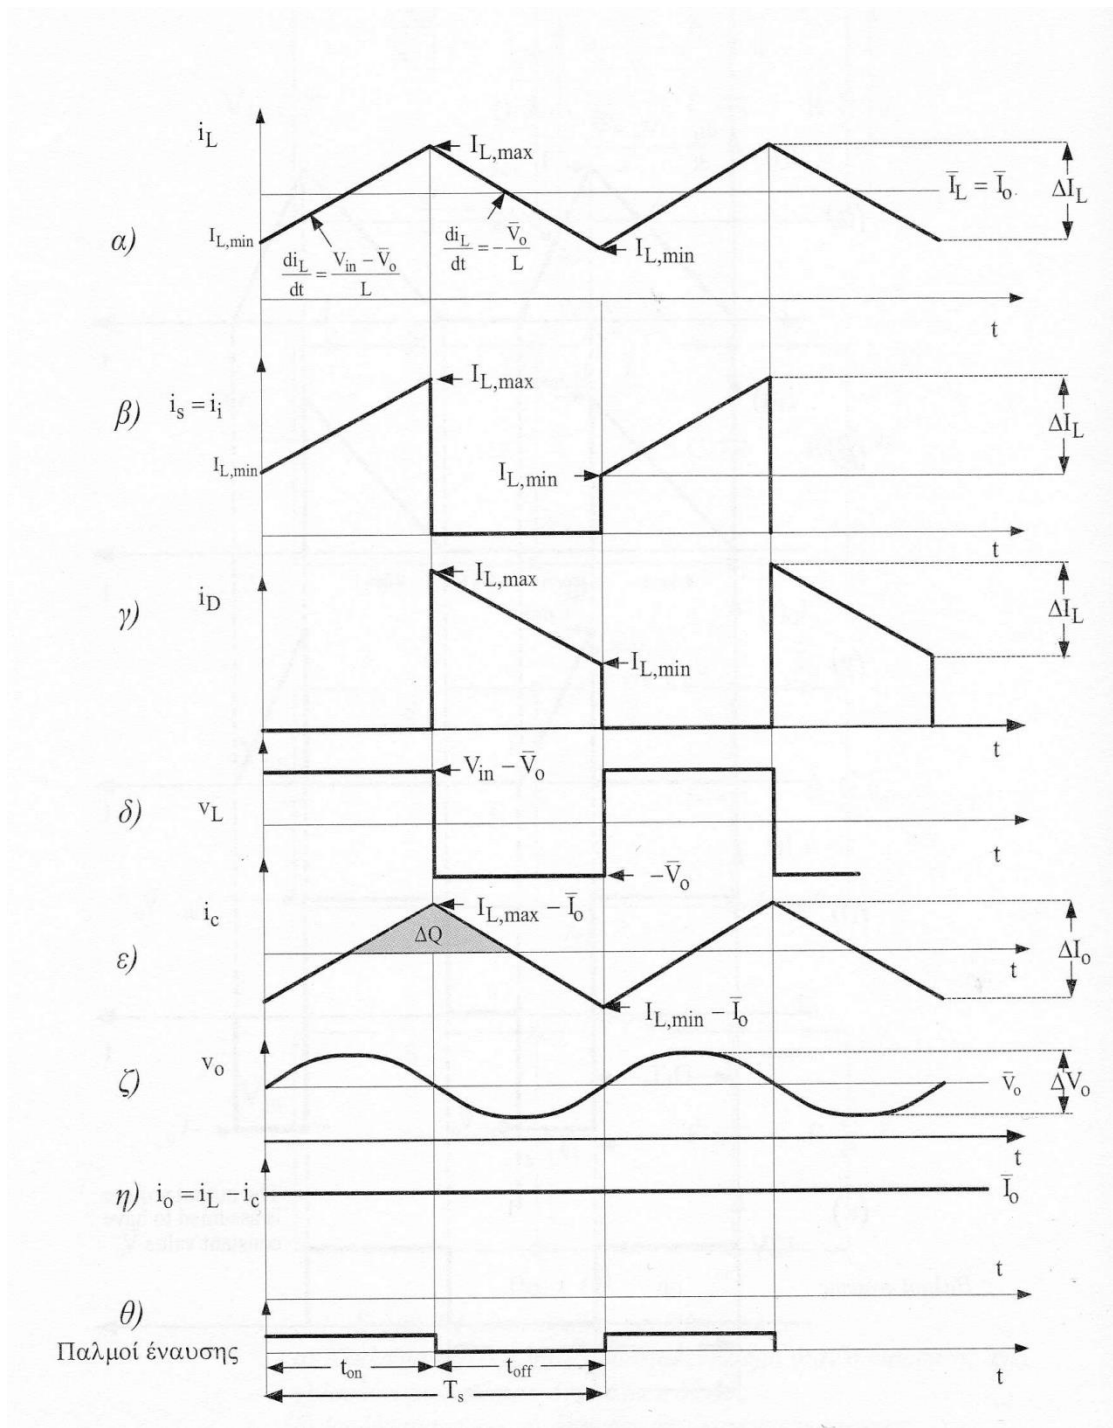 i_L
I_L,max
Ī_L = Ī_o
ΔI_L
α)
I_L,min
di_L/dt = (V_in − V̄_o)/L
di_L/dt = −V̄_o/L
I_L,min
t
β) i_s = i_i
I_L,max
ΔI_L
I_L,min
I_L,min
t
γ) i_D
I_L,max
ΔI_L
I_L,min
t
δ) v_L
V_in − V̄_o
t
−V̄_o
ε) i_c
I_L,max − Ī_o
ΔQ
ΔI_o
t
I_L,min − Ī_o
ζ) v_o
V̄_o
ΔV_o
t
η) i_o = i_L − i_c
Ī_o
t
θ)
Παλμοί έναυσης
t_on
t_off
T_s
t